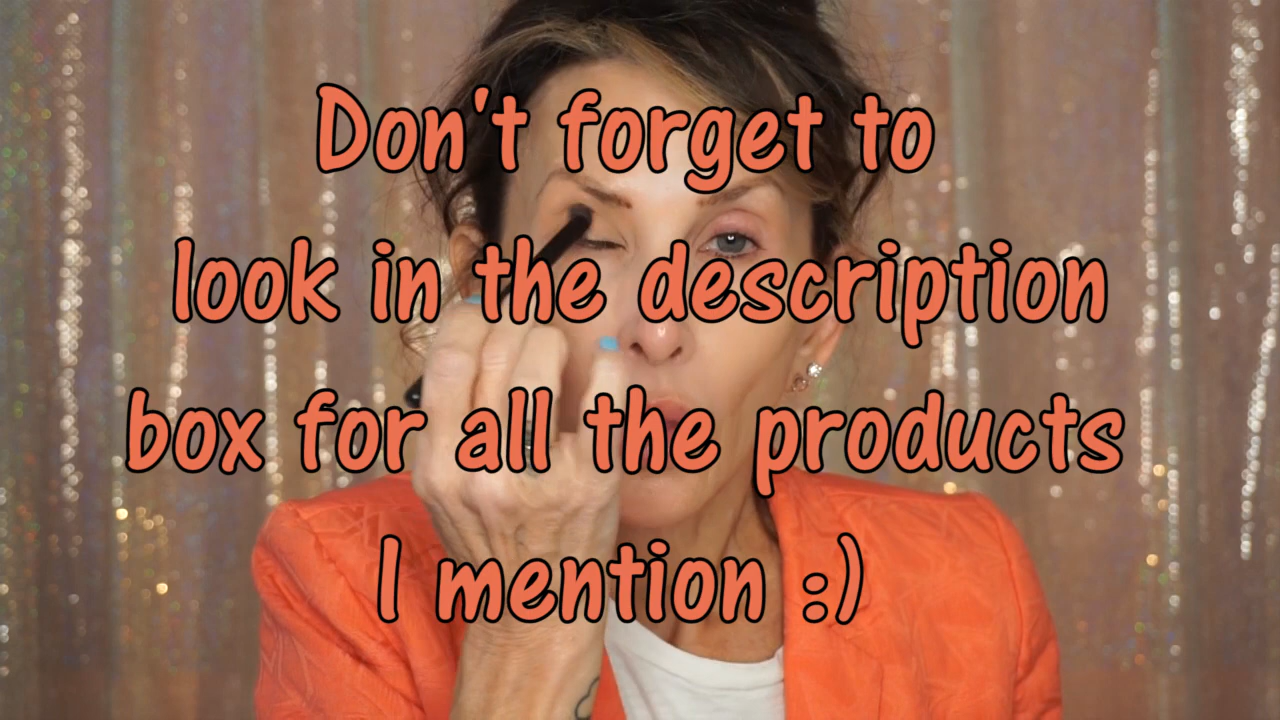 Don't forget to
look in the description
box for all the products
I mention :)